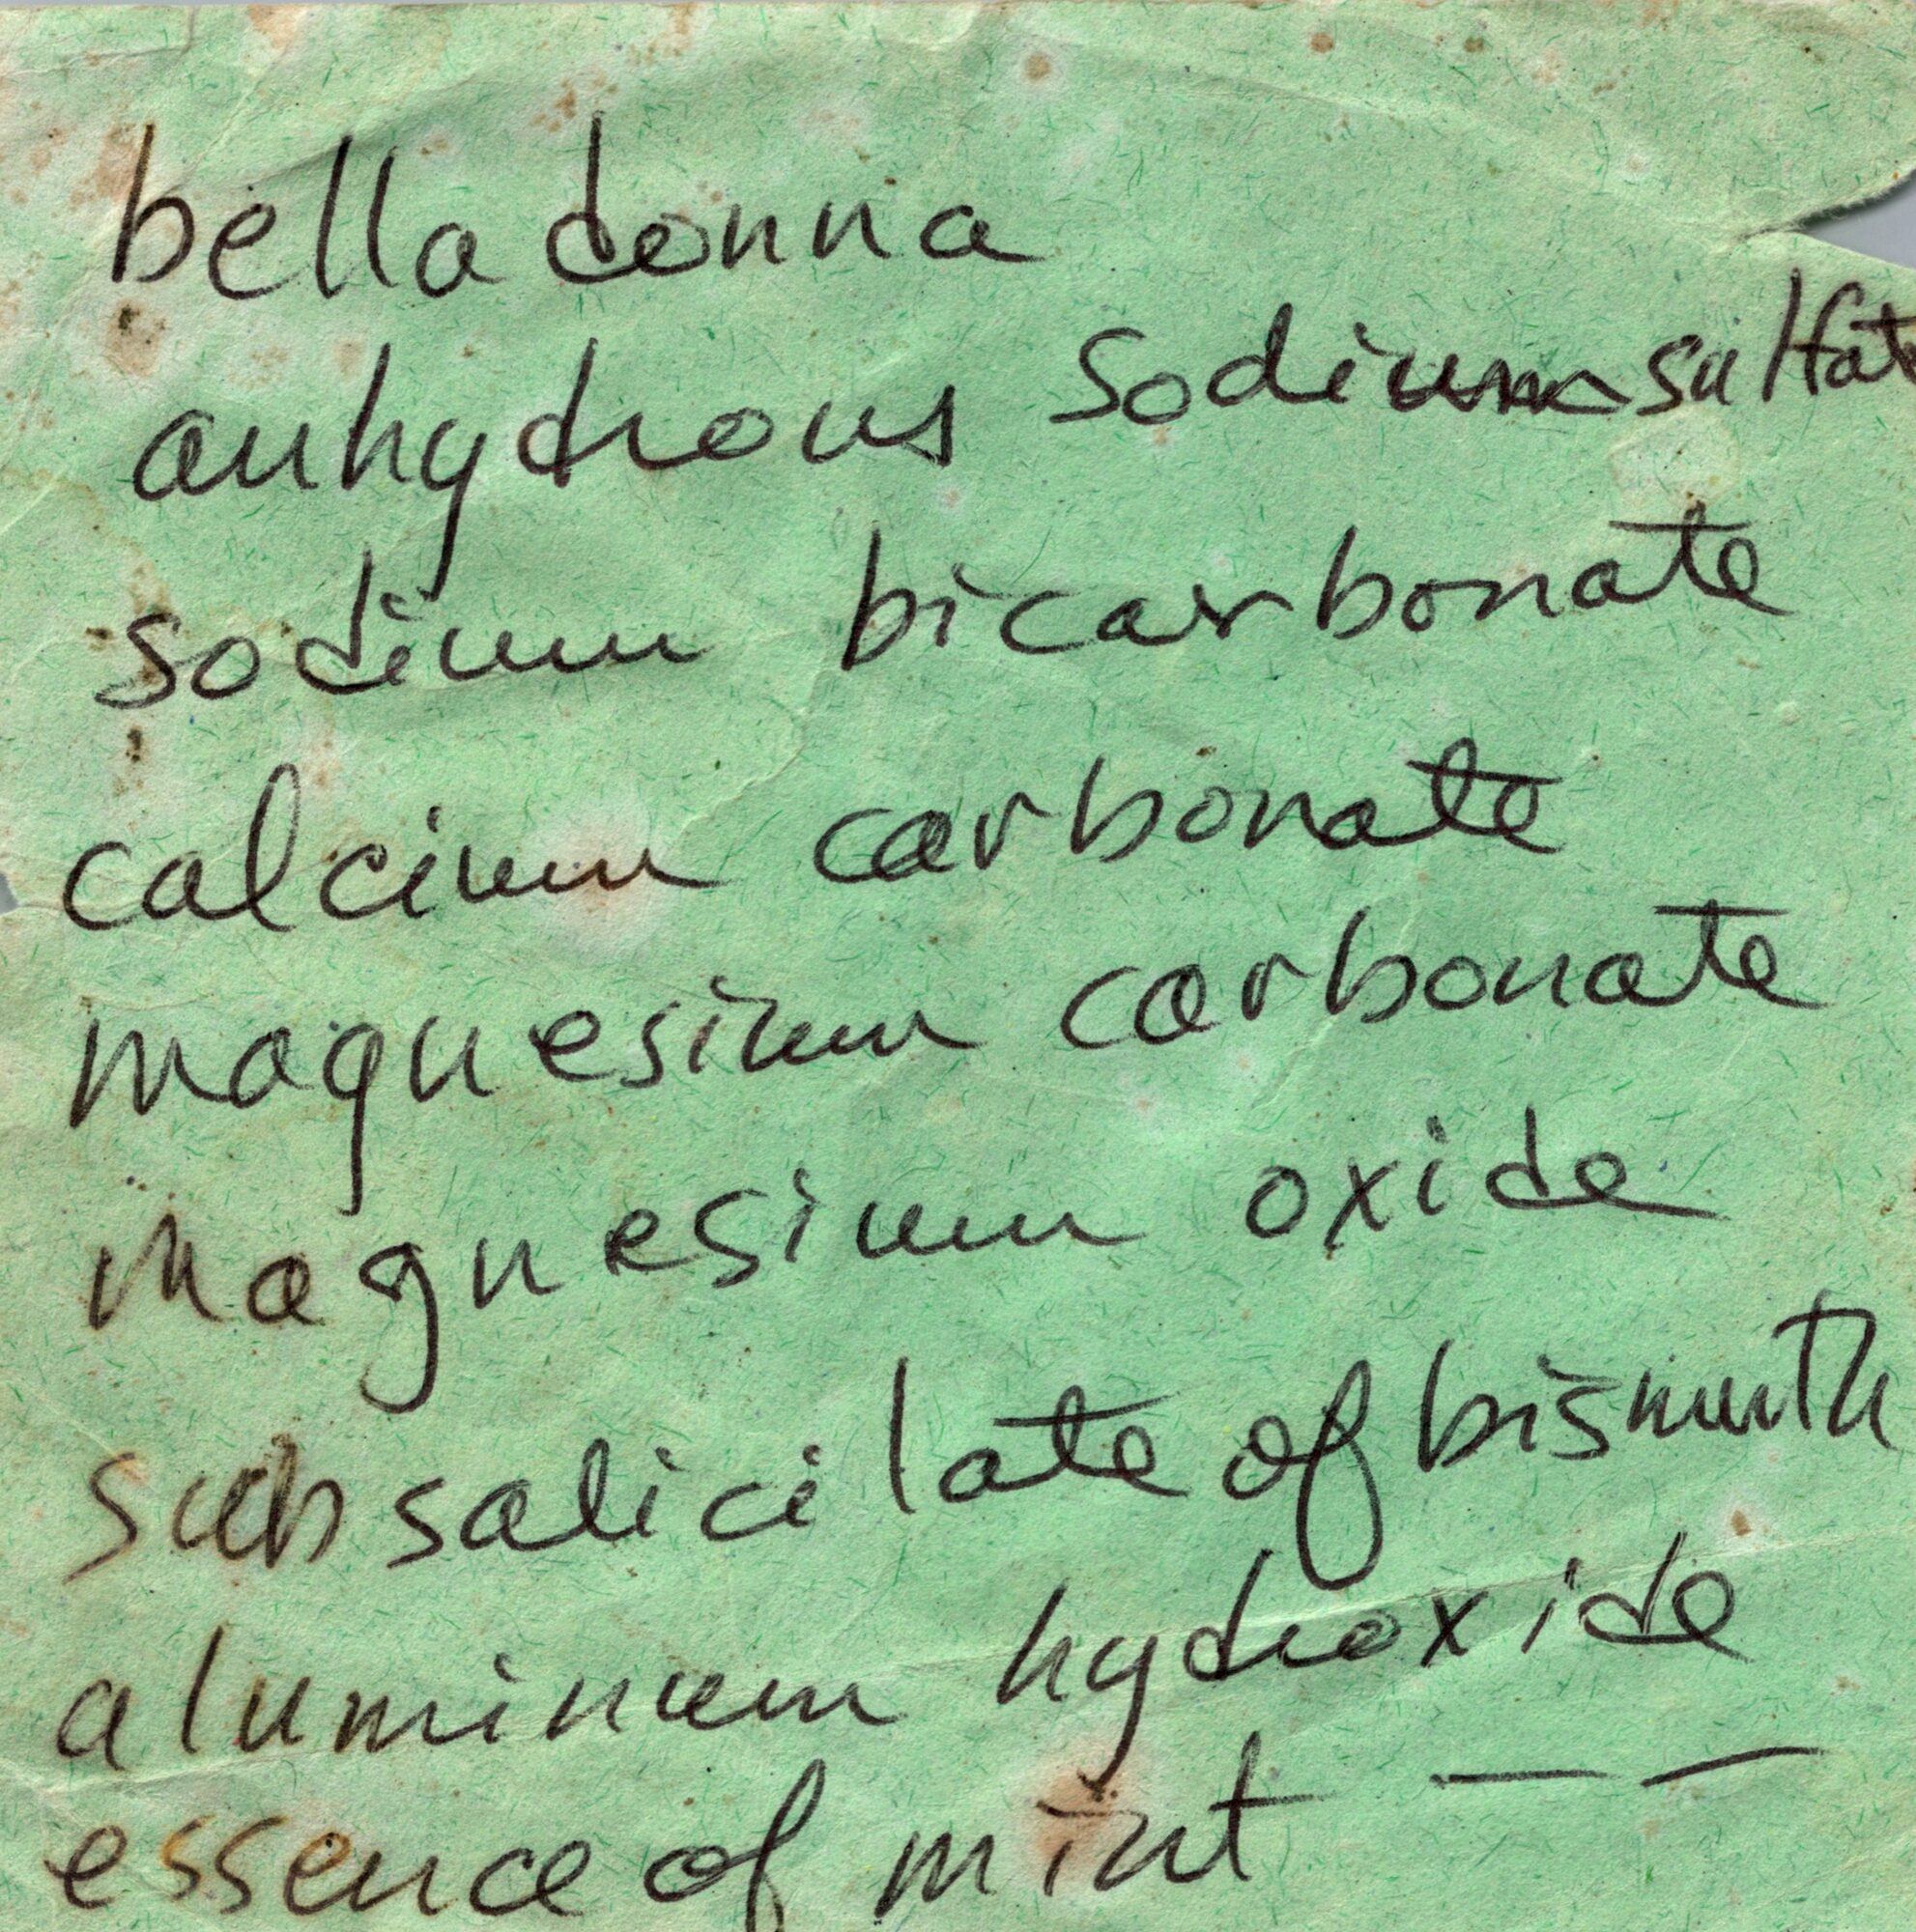 belladonna
anhydrous sodium sulfate
sodium bicarbonate
calcium carbonate
magnesium carbonate
magnesium oxide
subsalicilate of bismuth
aluminum hydroxide
essence of mint — —